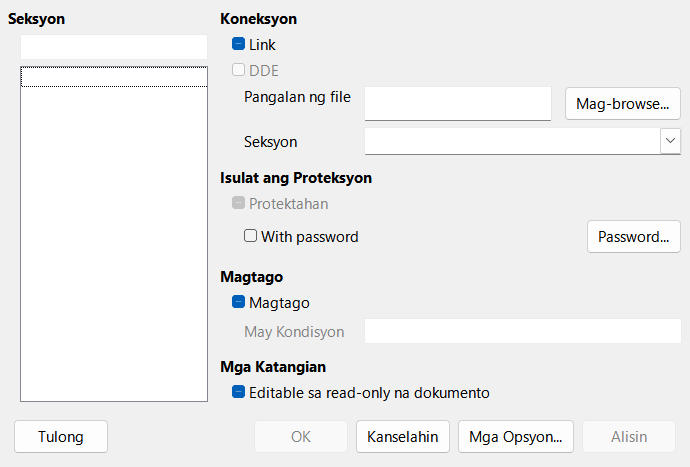 Seksyon
Koneksyon
Link
DDE
Pangalan ng file
Mag-browse...
Seksyon
Isulat ang Proteksyon
Protektahan
With password
Password...
Magtago
Magtago
May Kondisyon
Mga Katangian
Editable sa read-only na dokumento
Tulong
OK
Kanselahin
Mga Opsyon...
Alisin